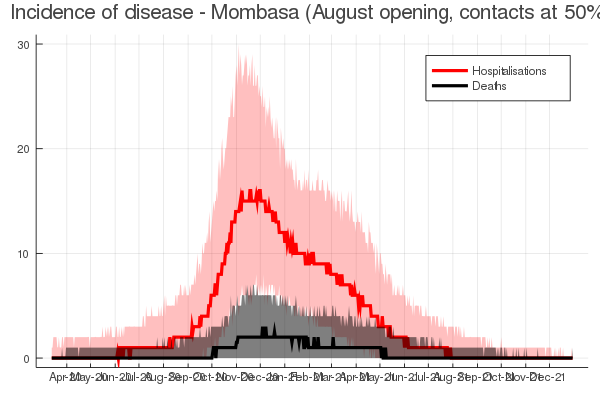 Incidence of disease - Mombasa (August opening, contacts at 50%
30
Hospitalisations
Deaths
20
10
0
Apr-20 May-20 Jun-20 Jul-20 Aug-20 Sep-20 Oct-20 Nov-20 Dec-20 Jan-21 Feb-21 Mar-21 Apr-21 May-21 Jun-21 Jul-21 Aug-21 Sep-21 Oct-21 Nov-21 Dec-21